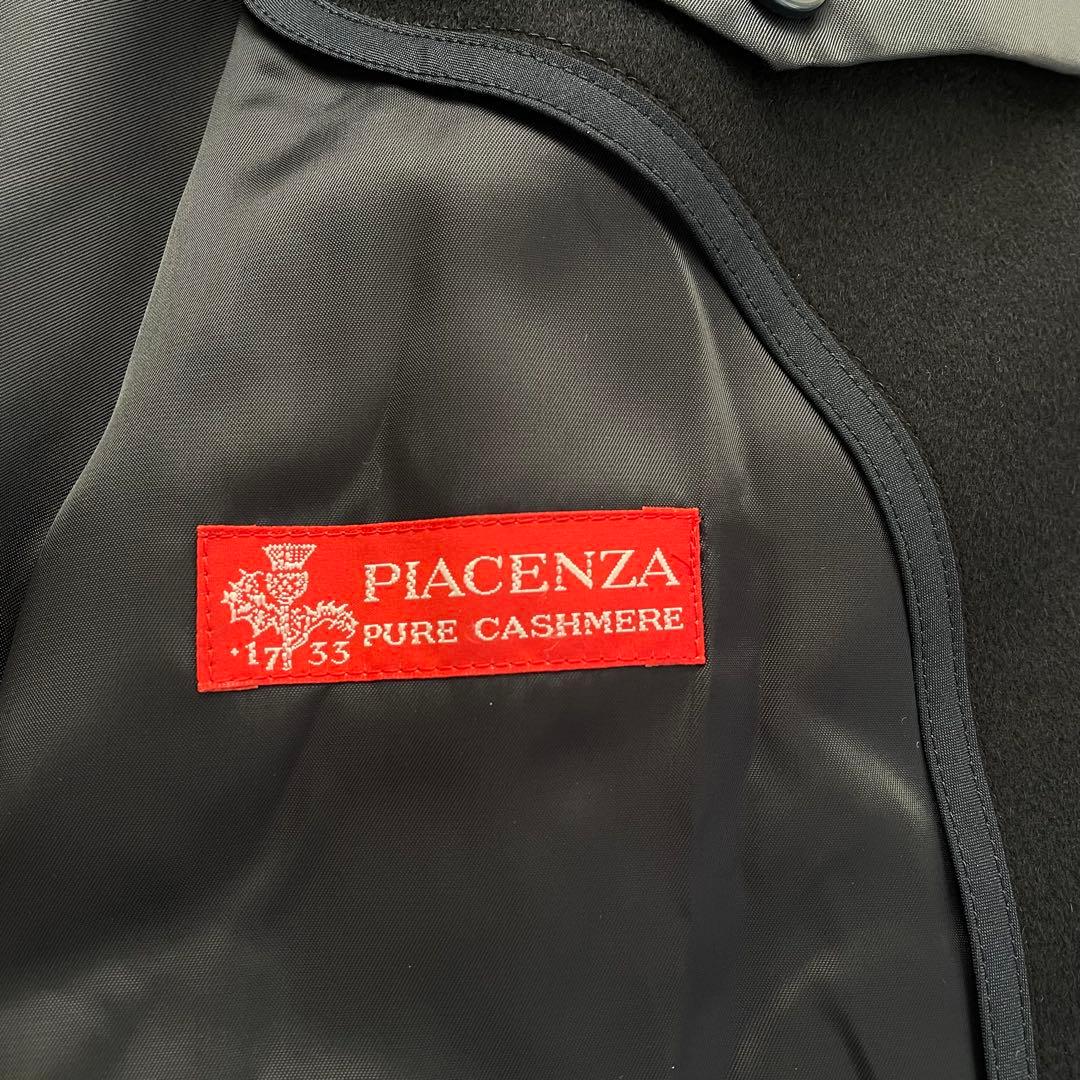 PIACENZA
PURE CASHMERE
·17 33